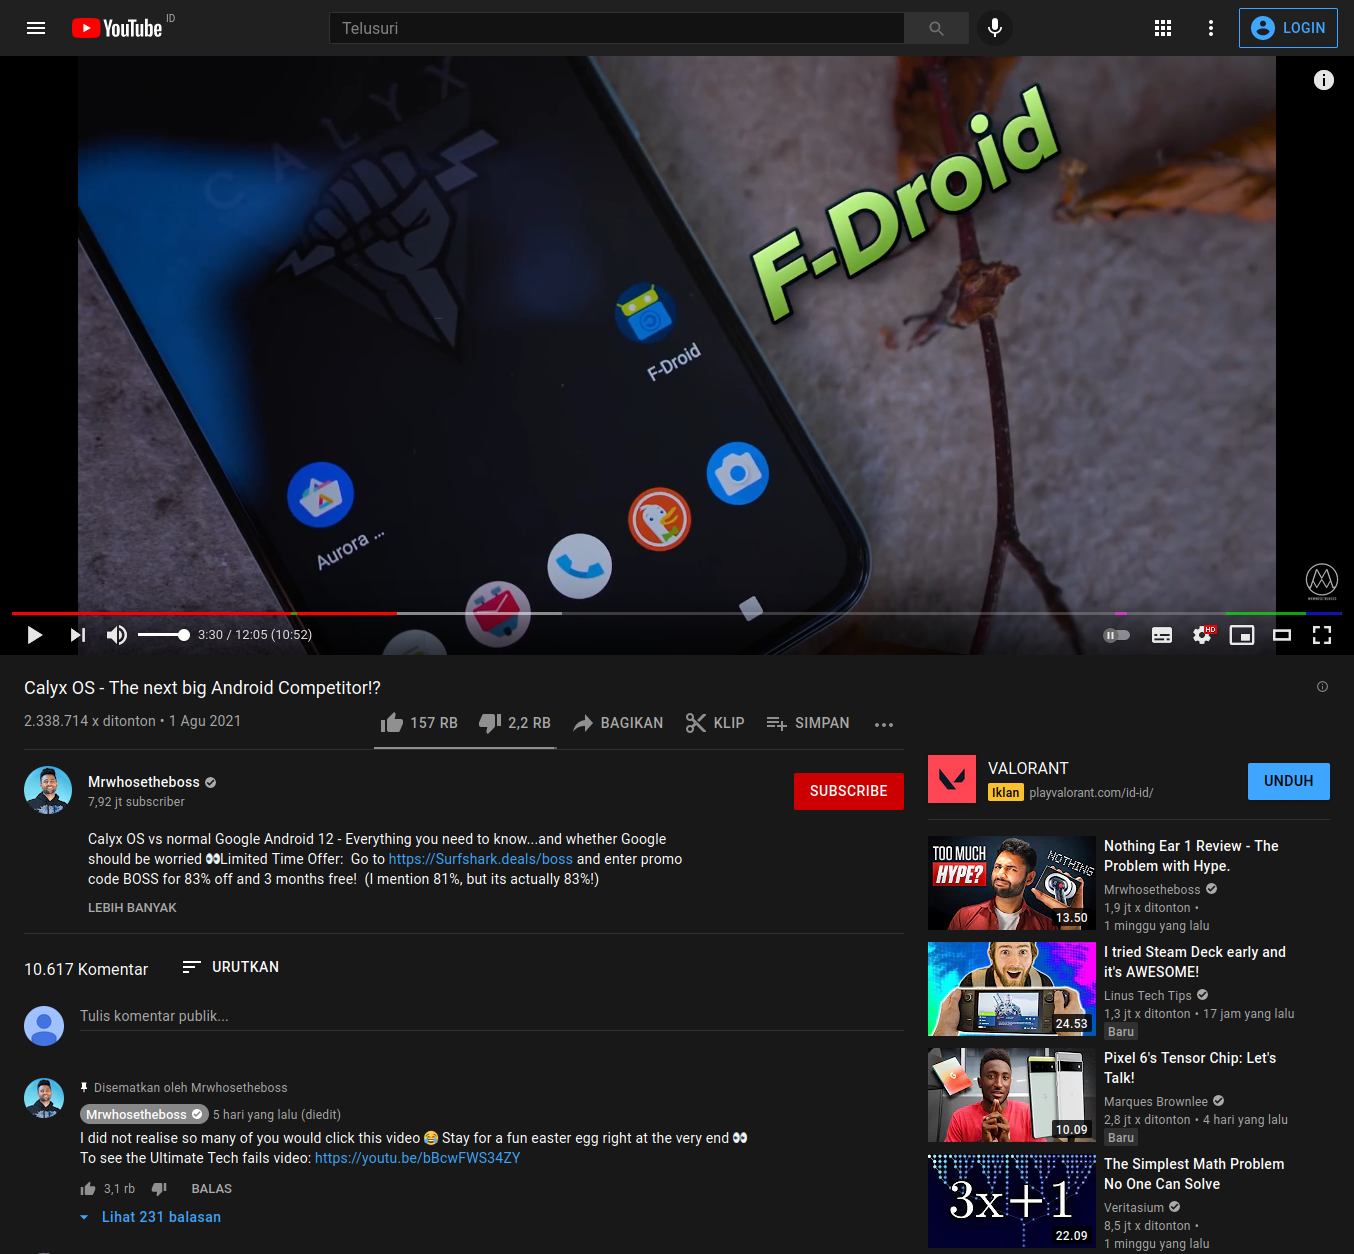 YouTube ID
Telusuri
LOGIN
CALYX
F-Droid
F-Droid
Aurora ...
3:30 / 12:05 (10:52)
HD
Calyx OS - The next big Android Competitor!?
2.338.714 x ditonton • 1 Agu 2021
157 RB
2,2 RB
BAGIKAN
KLIP
SIMPAN
Mrwhosetheboss
7,92 jt subscriber
SUBSCRIBE
Calyx OS vs normal Google Android 12 - Everything you need to know...and whether Google
should be worried 👀Limited Time Offer:  Go to https://Surfshark.deals/boss and enter promo
code BOSS for 83% off and 3 months free!  (I mention 81%, but its actually 83%!)
LEBIH BANYAK
10.617 Komentar
URUTKAN
Tulis komentar publik...
Disematkan oleh Mrwhosetheboss
Mrwhosetheboss 5 hari yang lalu (diedit)
I did not realise so many of you would click this video 😂 Stay for a fun easter egg right at the very end 👀
To see the Ultimate Tech fails video: https://youtu.be/bBcwFWS34ZY
3,1 rb
BALAS
Lihat 231 balasan
VALORANT
Iklan playvalorant.com/id-id/
UNDUH
TOO MUCH
HYPE?
NOTHING
13.50
Nothing Ear 1 Review - The
Problem with Hype.
Mrwhosetheboss
1,9 jt x ditonton •
1 minggu yang lalu
24.53
I tried Steam Deck early and
it's AWESOME!
Linus Tech Tips
1,3 jt x ditonton • 17 jam yang lalu
Baru
10.09
Pixel 6's Tensor Chip: Let's
Talk!
Marques Brownlee
2,8 jt x ditonton • 4 hari yang lalu
Baru
3x+1
22.09
The Simplest Math Problem
No One Can Solve
Veritasium
8,5 jt x ditonton •
1 minggu yang lalu